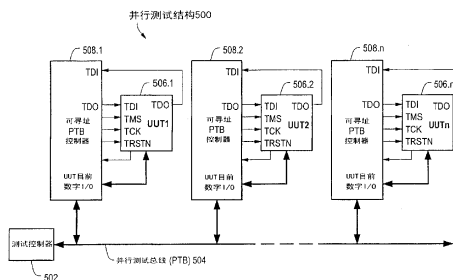 并行测试结构500
508.1
508.2
508.n
TDI
506.1
TDI
506.2
TDI
506.n
TDO
TDI TDO
TMS
TCK
TRSTN
UUT1
可寻址
PTB
控制器
UUT目前
数字I/O
TDO
TDI TDO
TMS
TCK
TRSTN
UUT2
可寻址
PTB
控制器
UUT目前
数字I/O
TDO
TDI TDO
TMS
TCK
TRSTN
UUTn
可寻址
PTB
控制器
UUT目前
数字I/O
测试控制器
502
并行测试总线 (PTB) 504